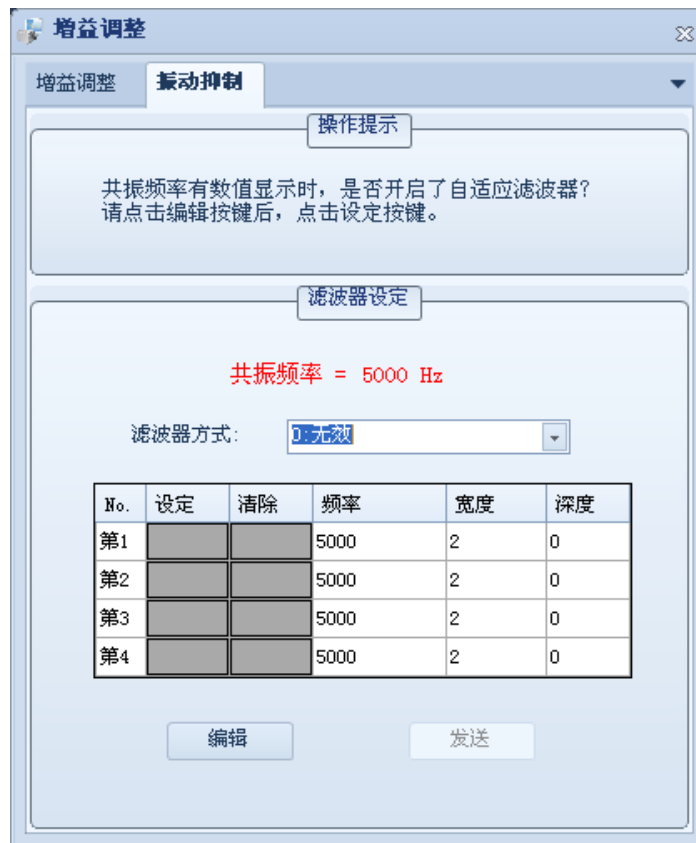 增益调整
增益调整 振动抑制
操作提示
共振频率有数值显示时，是否开启了自适应滤波器？
请点击编辑按键后，点击设定按键。
滤波器设定
共振频率 = 5000 Hz
滤波器方式: 0:无效
No. 设定 清除 频率 宽度 深度
第1 5000 2 0
第2 5000 2 0
第3 5000 2 0
第4 5000 2 0
编辑 发送